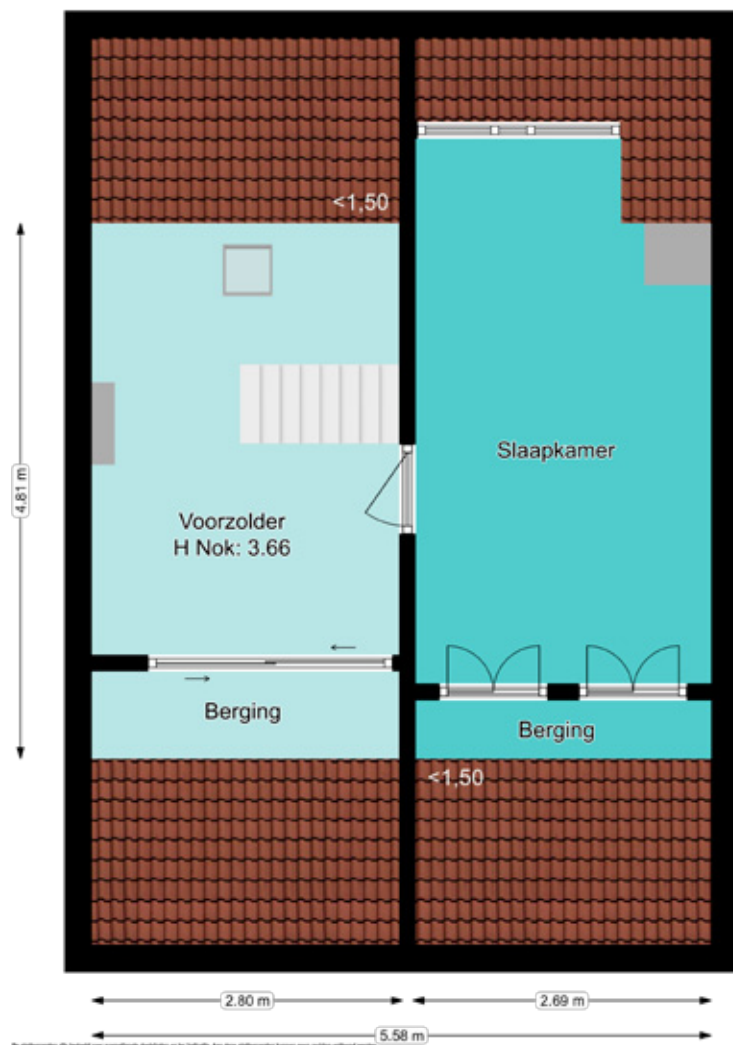 <1,50
4.81 m
Slaapkamer
Voorzolder
H Nok: 3.66
Berging
Berging
<1,50
2.80 m
2.69 m
5.58 m